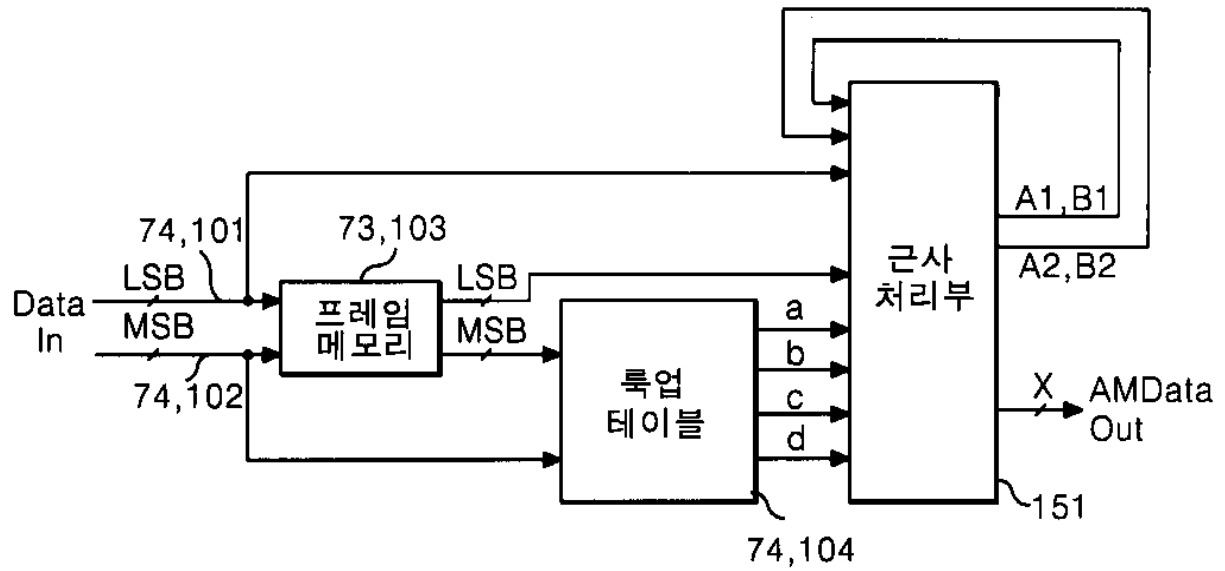 A1,B1
74,101
73,103
A2,B2
LSB
LSB
근사
처리부
Data
In
프레임
메모리
MSB
MSB
a
b
c
d
룩업
테이블
74,102
X
AMData
Out
151
74,104